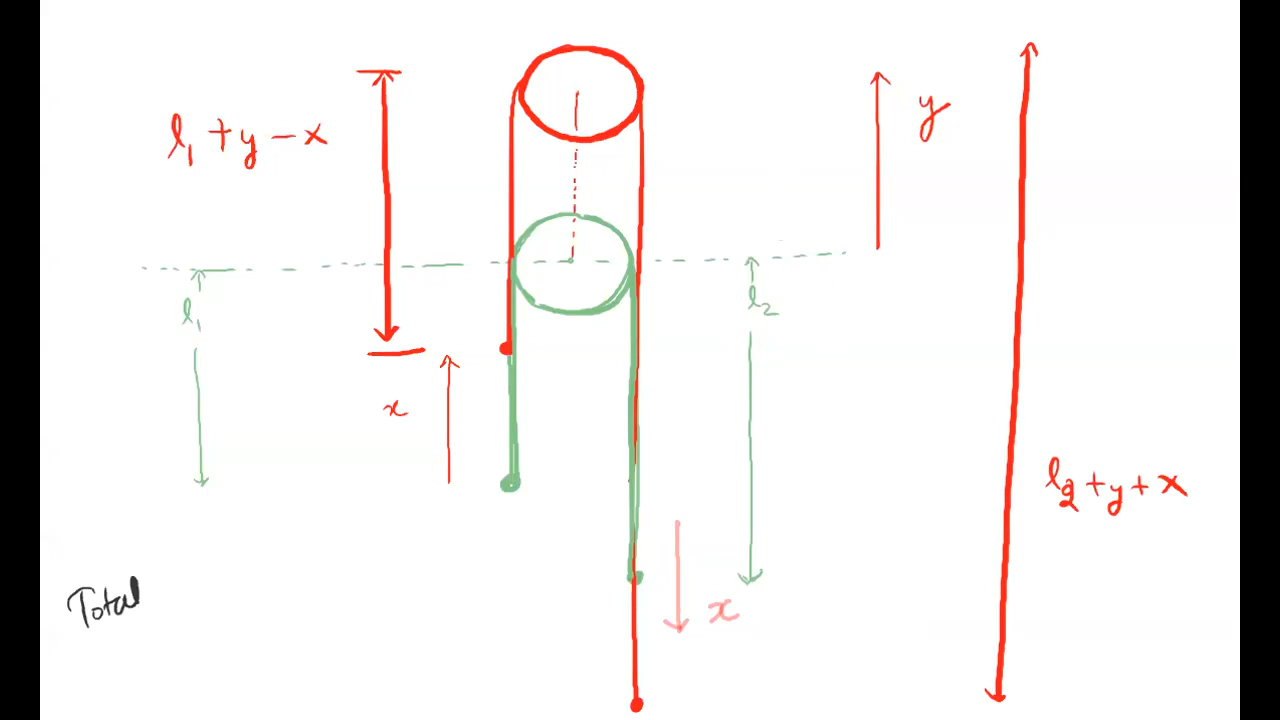 y
l₁ + y − x
l₁
l₂
x
l₂ + y + x
Total
x